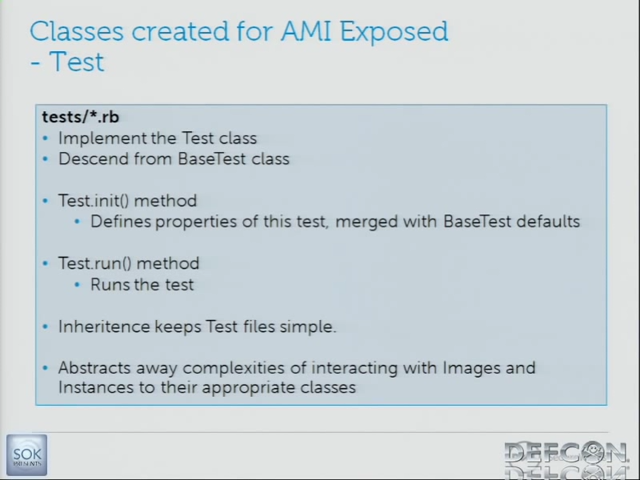 Classes created for AMI Exposed
- Test
tests/*.rb
• Implement the Test class
• Descend from BaseTest class
• Test.init() method
• Defines properties of this test, merged with BaseTest defaults
• Test.run() method
• Runs the test
• Inheritence keeps Test files simple.
• Abstracts away complexities of interacting with Images and
Instances to their appropriate classes
SOK
PRESENTS
DEFCON